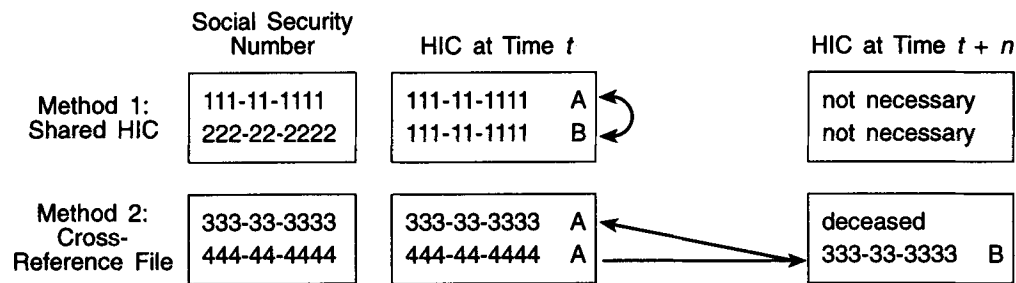 Social Security
Number
HIC at Time t
HIC at Time t + n
Method 1:
Shared HIC
111-11-1111
222-22-2222
111-11-1111 A
111-11-1111 B
not necessary
not necessary
Method 2:
Cross-
Reference File
333-33-3333
444-44-4444
333-33-3333 A
444-44-4444 A
deceased
333-33-3333 B